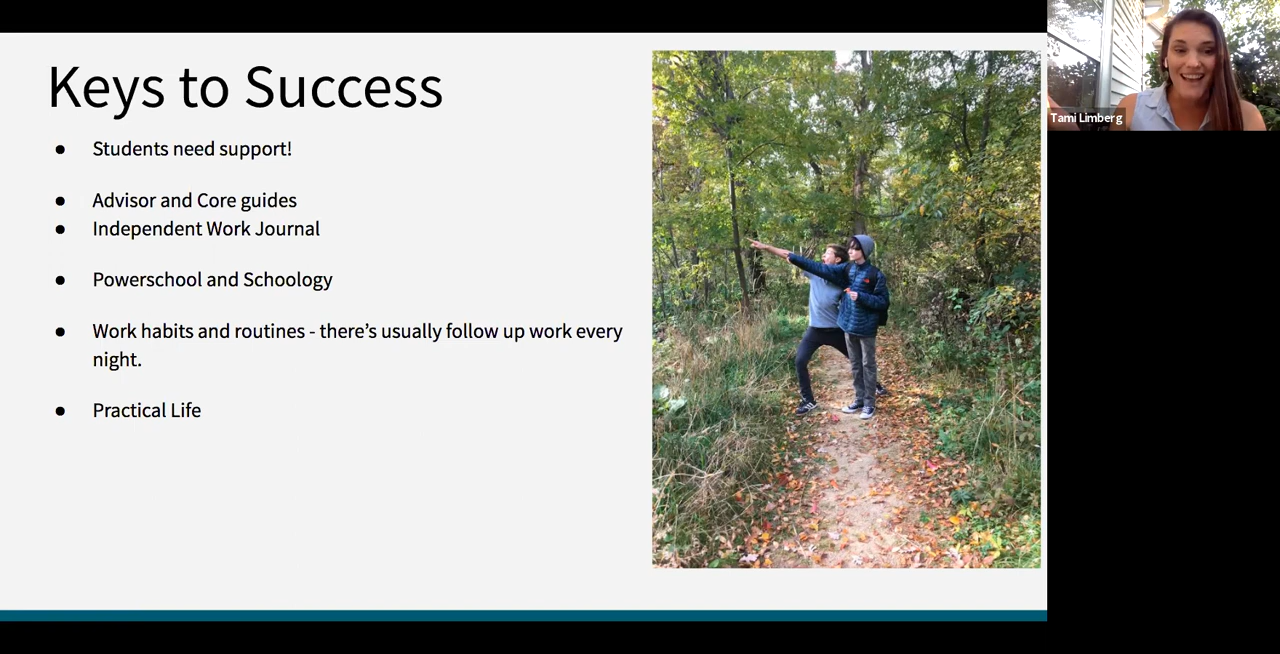 Keys to Success
● Students need support!
● Advisor and Core guides
● Independent Work Journal
● Powerschool and Schoology
● Work habits and routines - there’s usually follow up work every
night.
● Practical Life
Tami Limberg